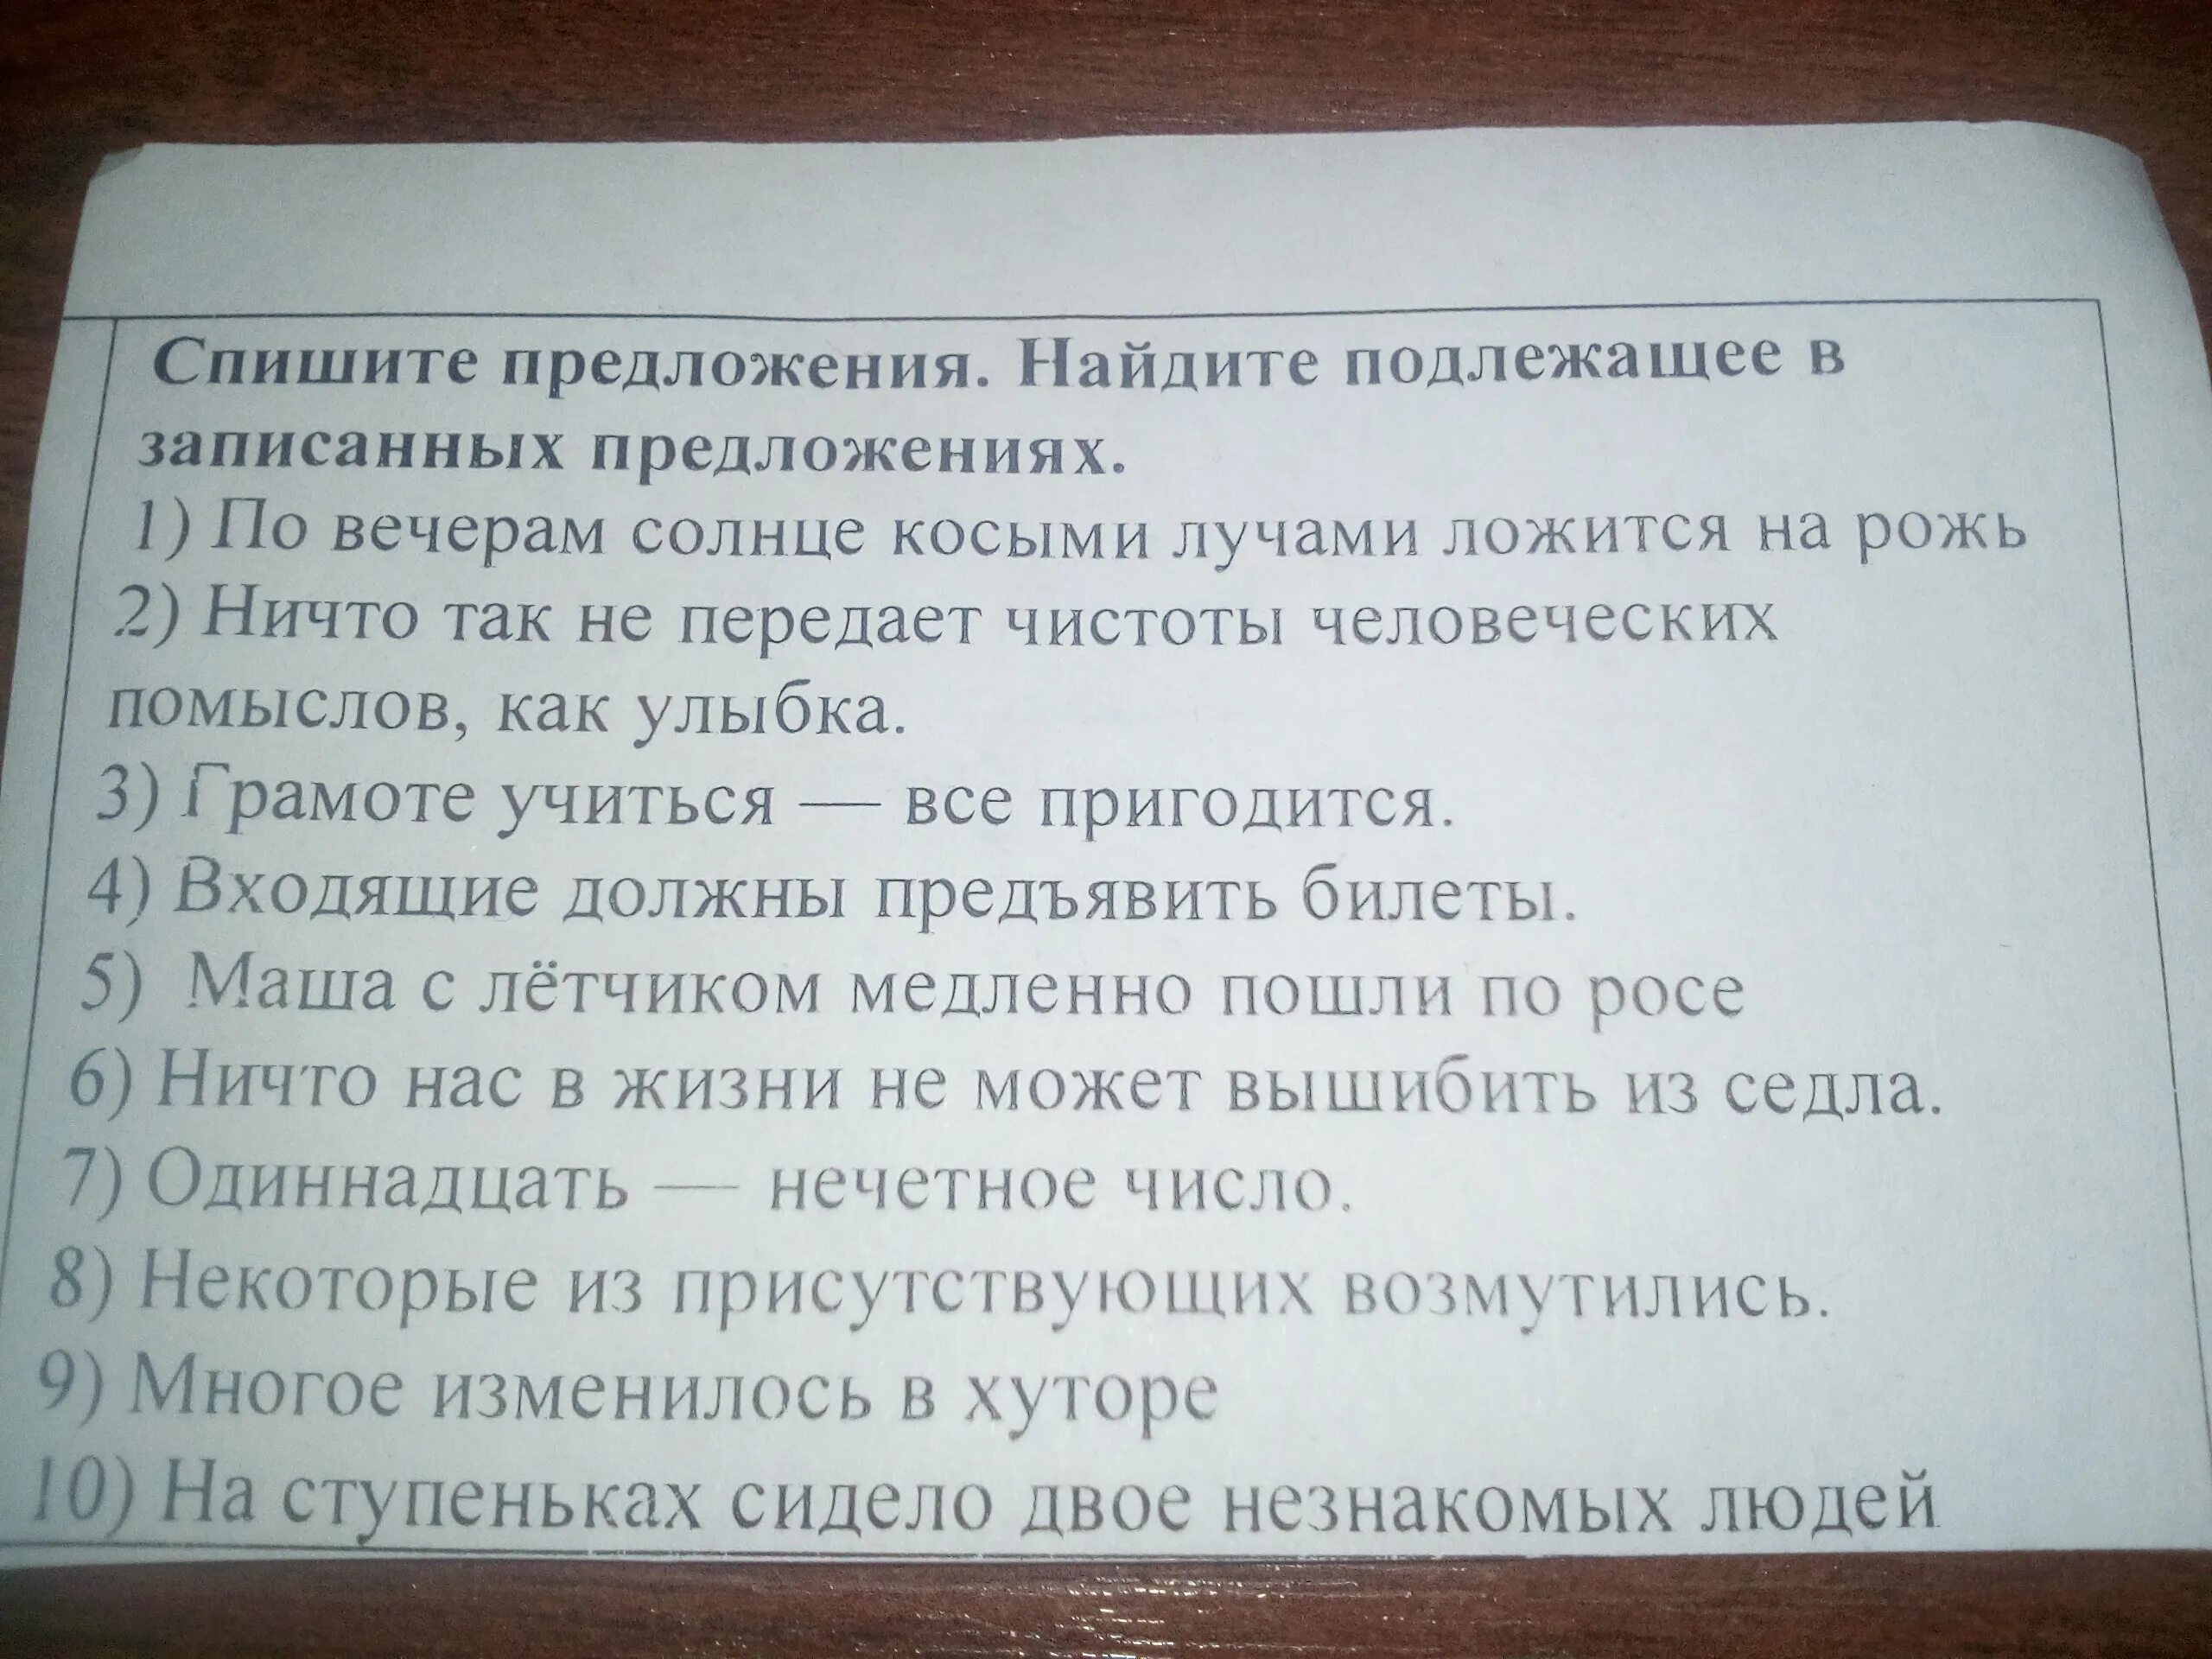 Спишите предложения. Найдите подлежащее в
записанных предложениях.
1) По вечерам солнце косыми лучами ложится на рожь
2) Ничто так не передает чистоты человеческих
помыслов, как улыбка.
3) Грамоте учиться — все пригодится.
4) Входящие должны предъявить билеты.
5) Маша с лётчиком медленно пошли по росе
6) Ничто нас в жизни не может вышибить из седла.
7) Одиннадцать — нечетное число.
8) Некоторые из присутствующих возмутились.
9) Многое изменилось в хуторе
10) На ступеньках сидело двое незнакомых людей